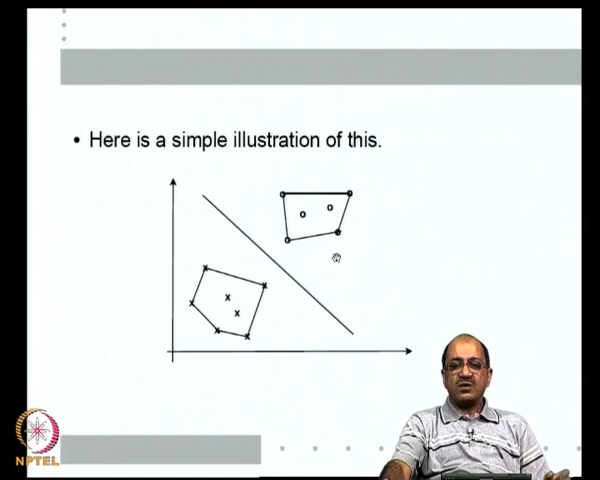 • Here is a simple illustration of this.
NPTEL